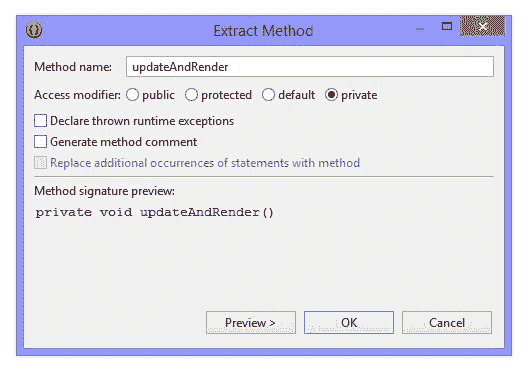 Extract Method
Method name: updateAndRender
Access modifier: public protected default private
Declare thrown runtime exceptions
Generate method comment
Replace additional occurrences of statements with method
Method signature preview:
private void updateAndRender()
Preview > OK Cancel